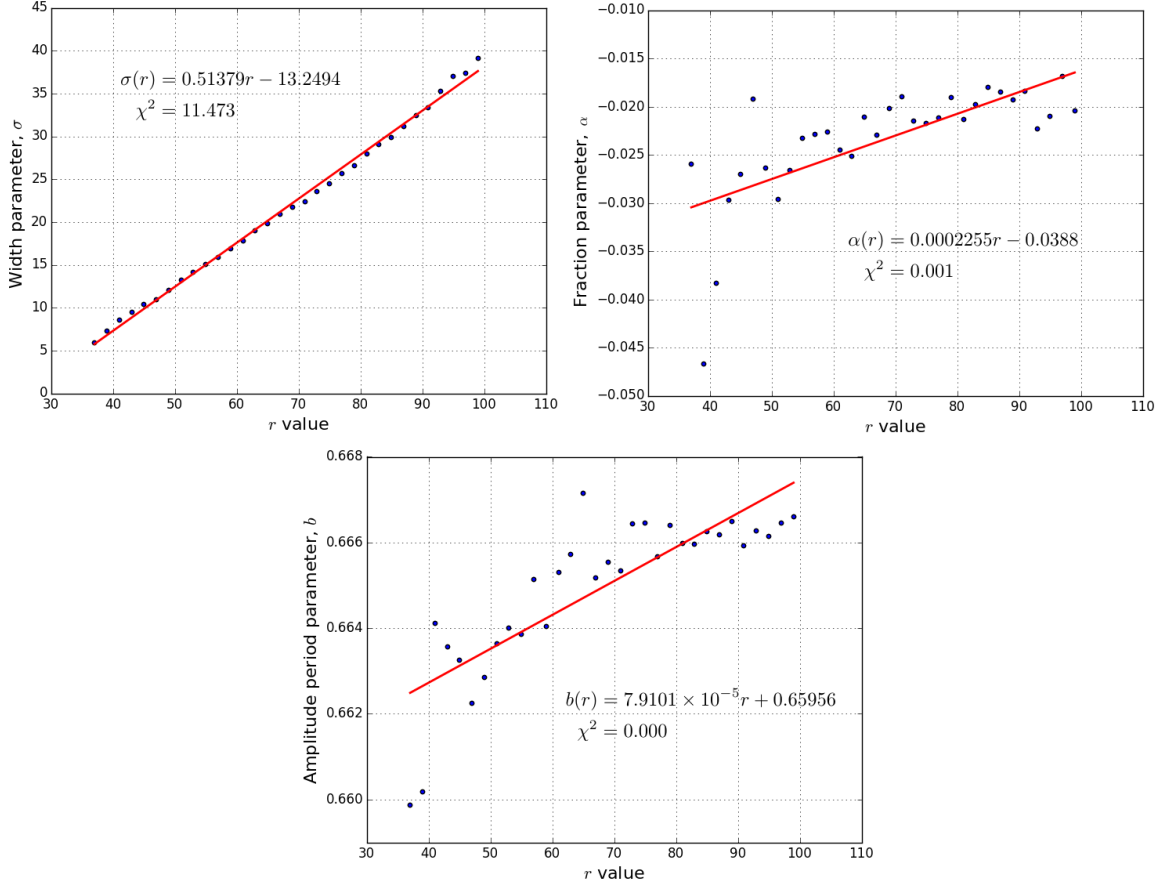 45
40
35
30
25
20
15
10
5
0
Width parameter, σ
σ(r) = 0.51379r − 13.2494
χ² = 11.473
30 40 50 60 70 80 90 100 110
r value
−0.010
−0.015
−0.020
−0.025
−0.030
−0.035
−0.040
−0.045
−0.050
Fraction parameter, α
α(r) = 0.0002255r − 0.0388
χ² = 0.001
30 40 50 60 70 80 90 100 110
r value
0.668
0.666
0.664
0.662
0.660
Amplitude period parameter, b
b(r) = 7.9101 × 10⁻⁵r + 0.65956
χ² = 0.000
30 40 50 60 70 80 90 100 110
r value